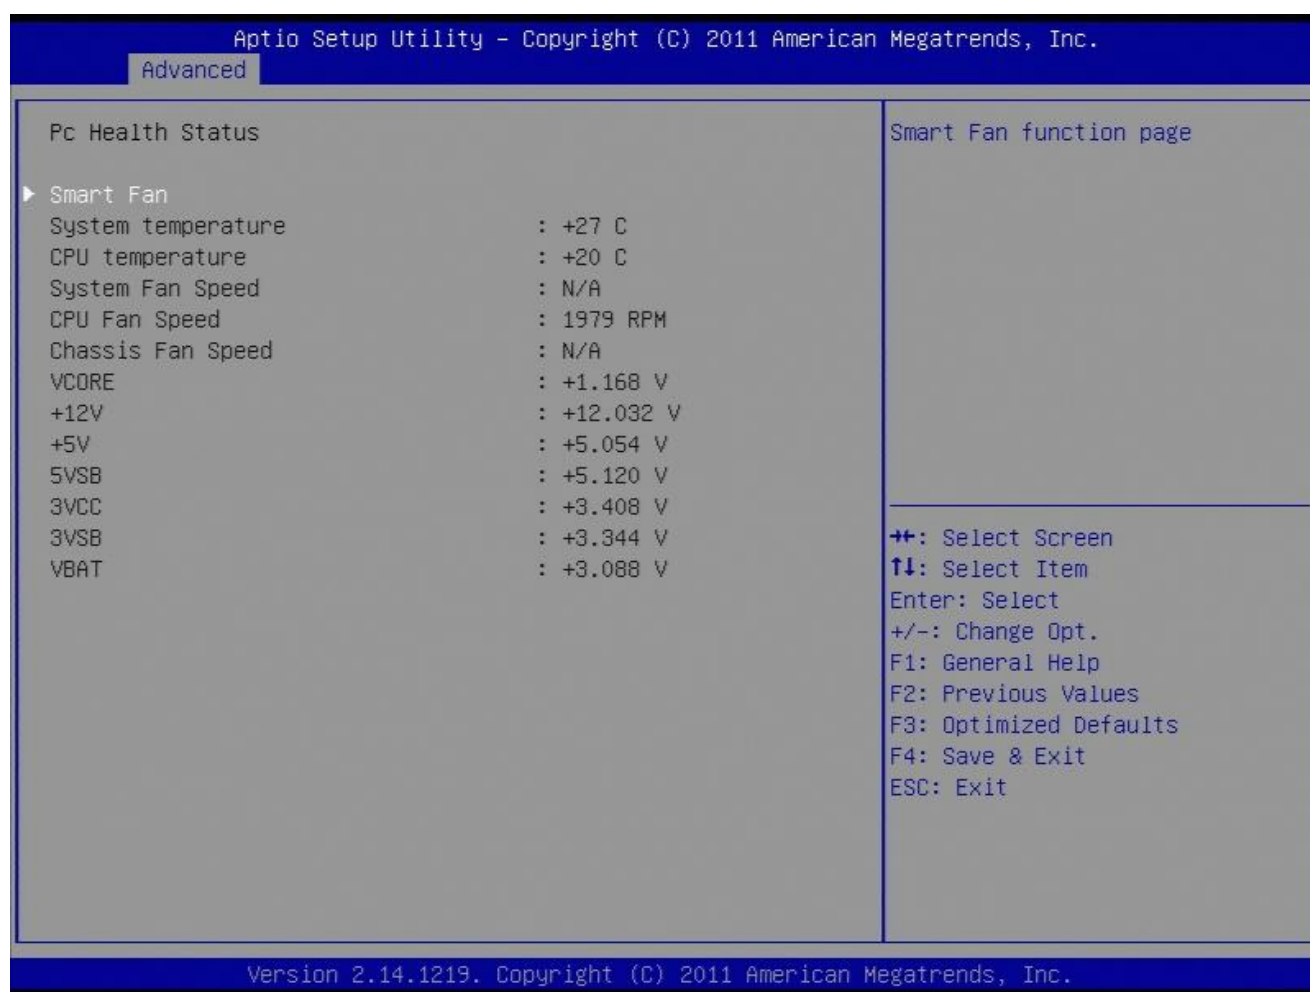 Aptio Setup Utility – Copyright (C) 2011 American Megatrends, Inc.
Advanced
Pc Health Status
Smart Fan
System temperature : +27 C
CPU temperature : +20 C
System Fan Speed : N/A
CPU Fan Speed : 1979 RPM
Chassis Fan Speed : N/A
VCORE : +1.168 V
+12V : +12.032 V
+5V : +5.054 V
5VSB : +5.120 V
3VCC : +3.408 V
3VSB : +3.344 V
VBAT : +3.088 V
Smart Fan function page
→←: Select Screen
↑↓: Select Item
Enter: Select
+/-: Change Opt.
F1: General Help
F2: Previous Values
F3: Optimized Defaults
F4: Save & Exit
ESC: Exit
Version 2.14.1219. Copyright (C) 2011 American Megatrends, Inc.